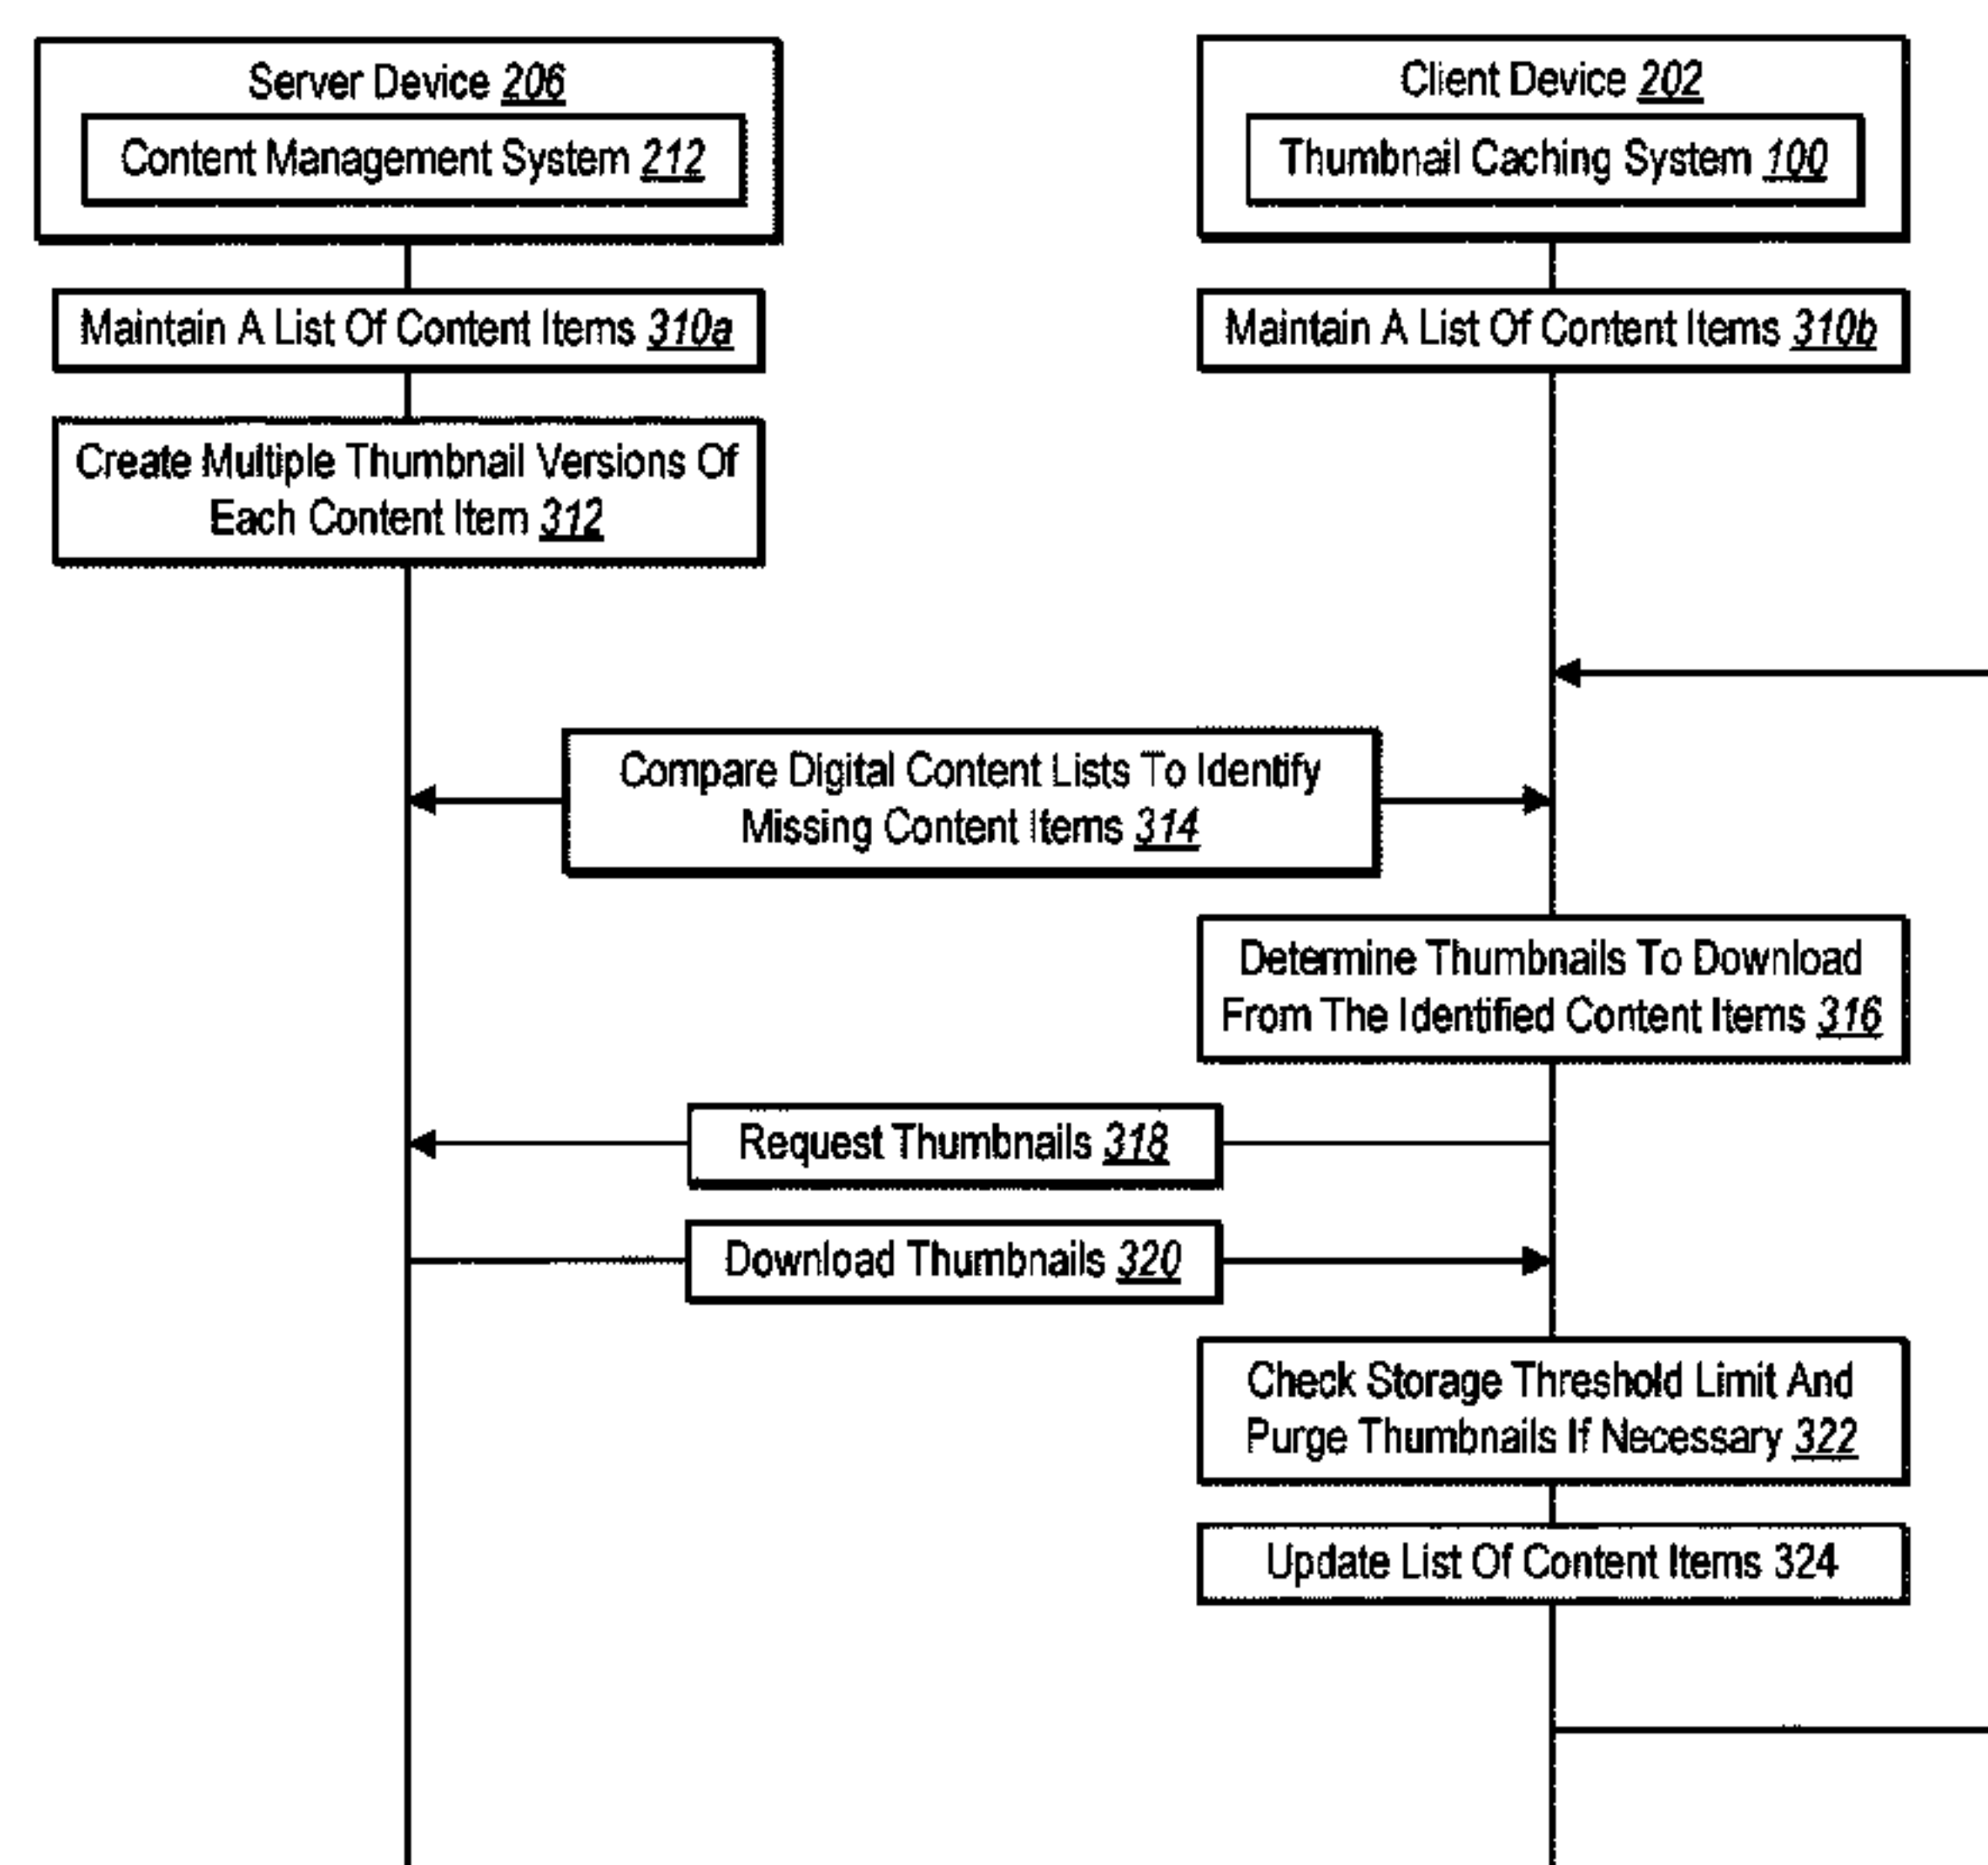 Server Device 206
Content Management System 212
Client Device 202
Thumbnail Caching System 100
Maintain A List Of Content Items 310a
Maintain A List Of Content Items 310b
Create Multiple Thumbnail Versions Of
Each Content Item 312
Compare Digital Content Lists To Identify
Missing Content Items 314
Determine Thumbnails To Download
From The Identified Content Items 316
Request Thumbnails 318
Download Thumbnails 320
Check Storage Threshold Limit And
Purge Thumbnails If Necessary 322
Update List Of Content Items 324